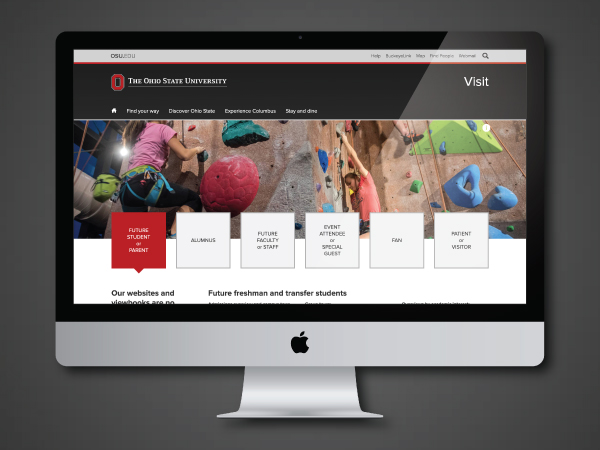 OSU.EDU
Help BuckeyeLink Map Find People Webmail
THE OHIO STATE UNIVERSITY
Visit
Find your way Discover Ohio State Experience Columbus Stay and dine
FUTURE
STUDENT
or
PARENT
ALUMNUS
FUTURE
FACULTY
or STAFF
EVENT
ATTENDEE
or
SPECIAL
GUEST
FAN
PATIENT
or
VISITOR
Our websites and
viewbooks are no
Future freshman and transfer students